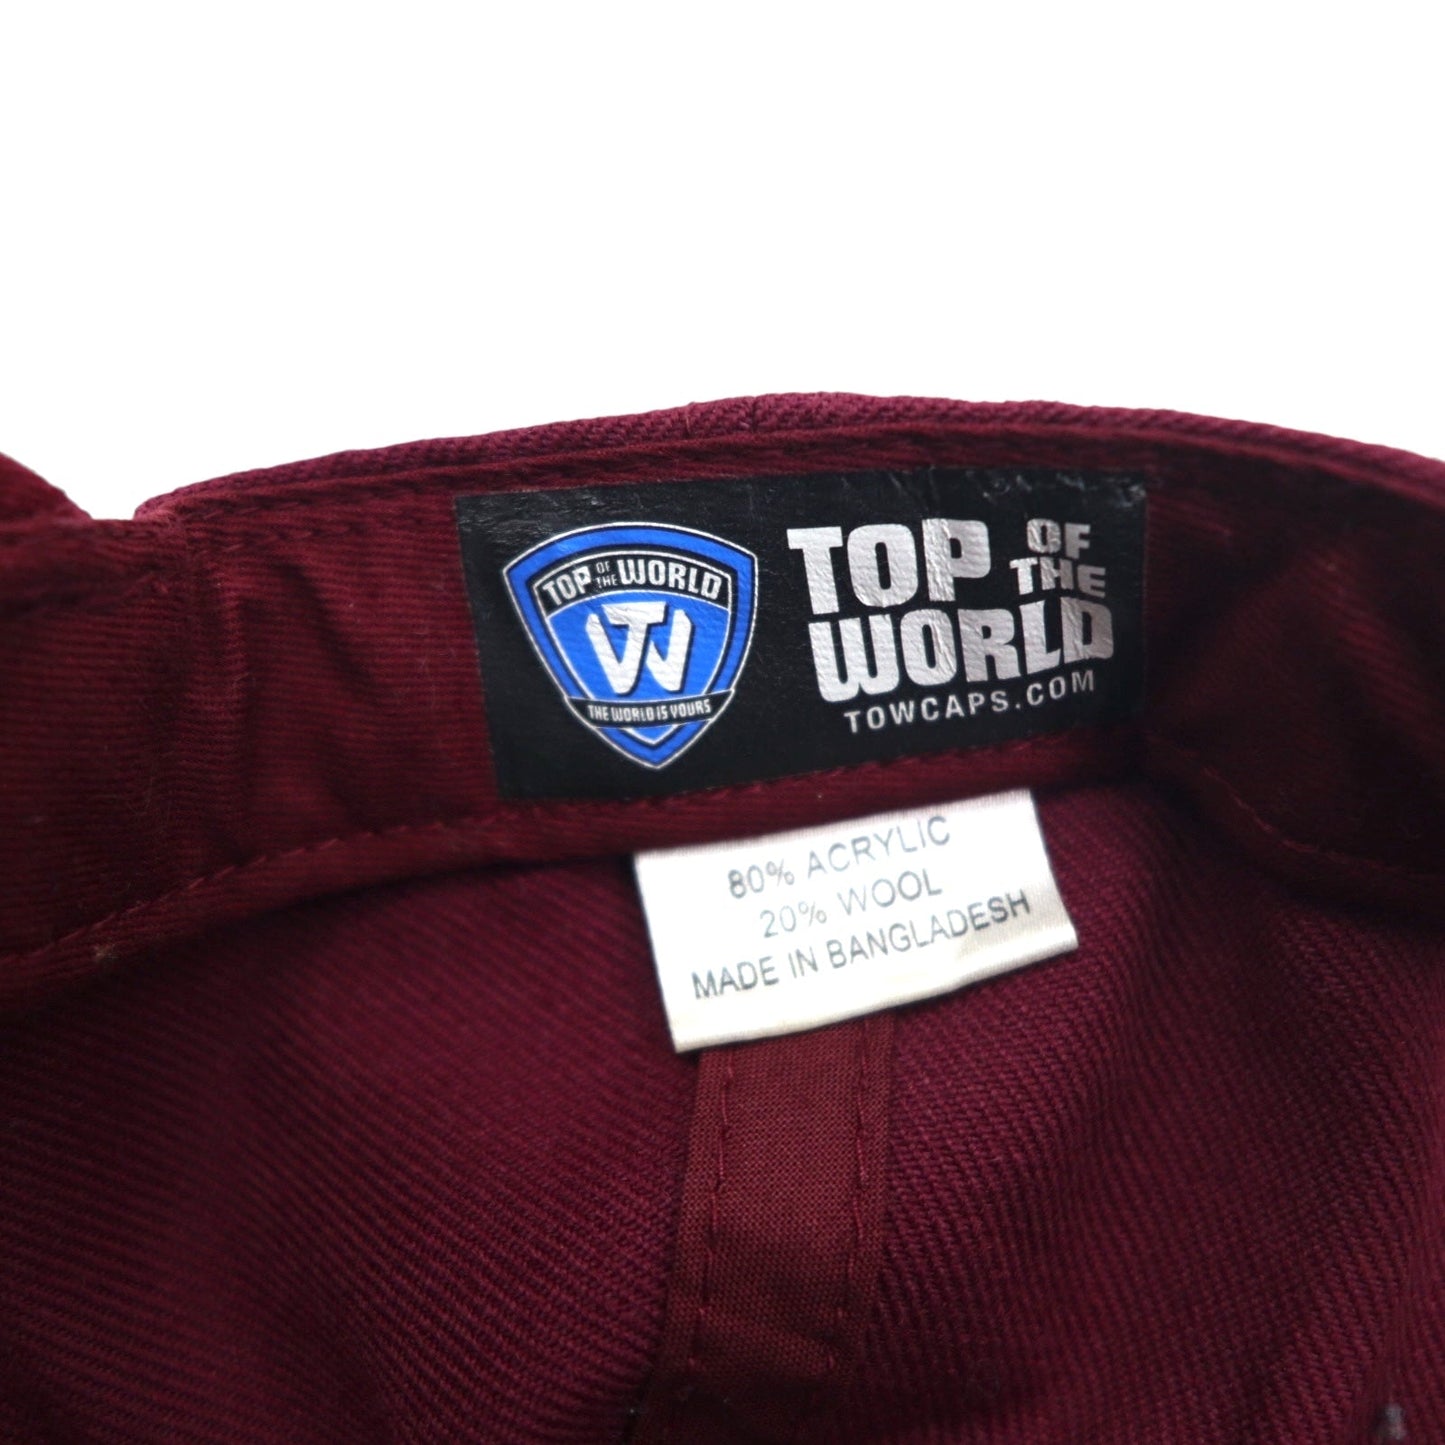 TOP OF THE WORLD
TW
THE WORLD IS YOURS
TOP OF THE
WORLD
TOWCAPS.COM
80% ACRYLIC
20% WOOL
MADE IN BANGLADESH